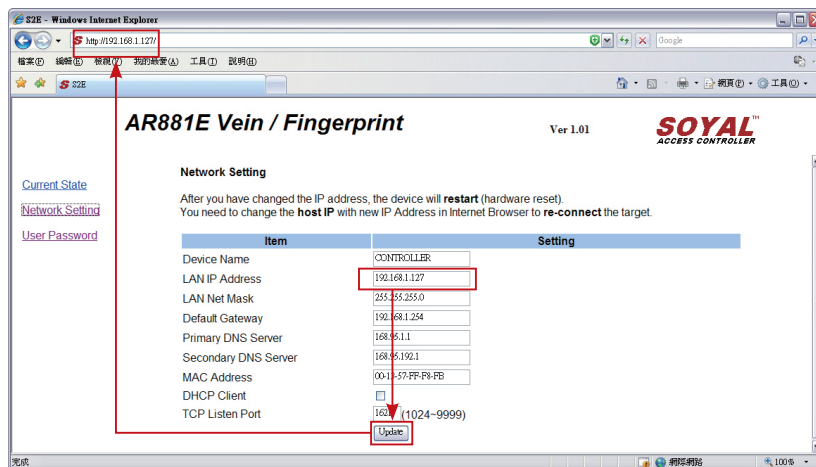 S2E - Windows Internet Explorer
http://192.168.1.127/
Google
檔案(F) 編輯(E) 檢視(V) 我的最愛(A) 工具(T) 說明(H)
S2E
網頁(P) 工具(O)
AR881E Vein / Fingerprint
Ver 1.01
SOYAL TM
ACCESS CONTROLLER
Current State
Network Setting
User Password
Network Setting
After you have changed the IP address, the device will restart (hardware reset).
You need to change the host IP with new IP Address in Internet Browser to re-connect the target.
Item Setting
Device Name CONTROLLER
LAN IP Address 192.168.1.127
LAN Net Mask 255.255.255.0
Default Gateway 192.168.1.254
Primary DNS Server 168.95.1.1
Secondary DNS Server 168.95.192.1
MAC Address 00-13-57-FF-F8-FB
DHCP Client
TCP Listen Port (1024~9999)
Update
完成
網際網路 100%